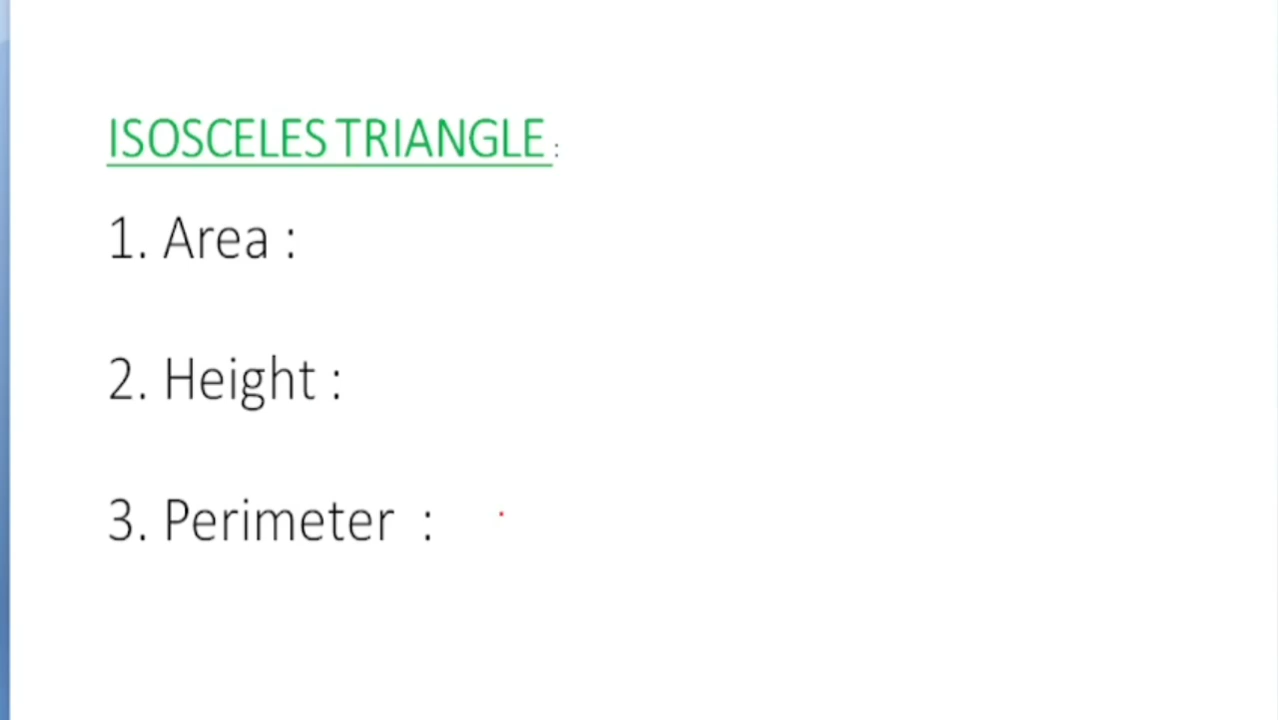 ISOSCELES TRIANGLE :
1. Area :
2. Height :
3. Perimeter :